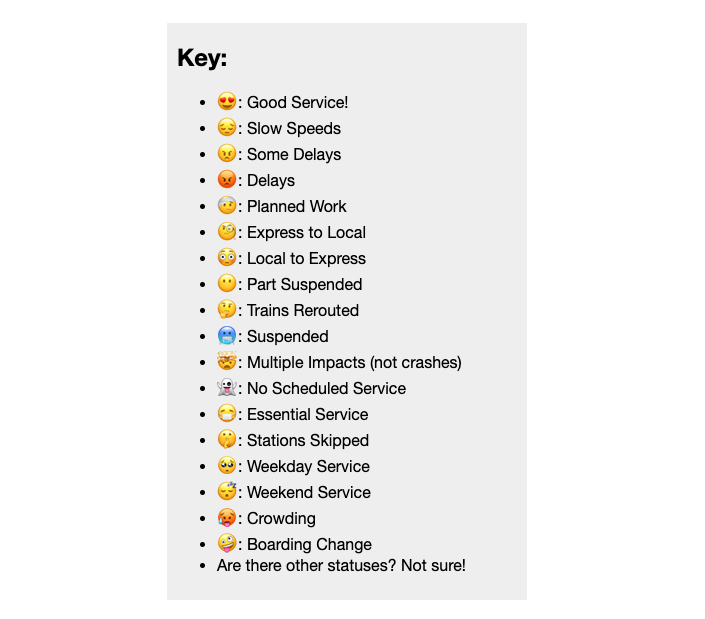 Key:
• 😍: Good Service!
• 😔: Slow Speeds
• 😠: Some Delays
• 😡: Delays
• 🤕: Planned Work
• 🧐: Express to Local
• 😳: Local to Express
• 😶: Part Suspended
• 🤔: Trains Rerouted
• 🥶: Suspended
• 🤯: Multiple Impacts (not crashes)
• 👻: No Scheduled Service
• 😷: Essential Service
• 🤫: Stations Skipped
• 🥺: Weekday Service
• 😴: Weekend Service
• 🥵: Crowding
• 🤪: Boarding Change
• Are there other statuses? Not sure!